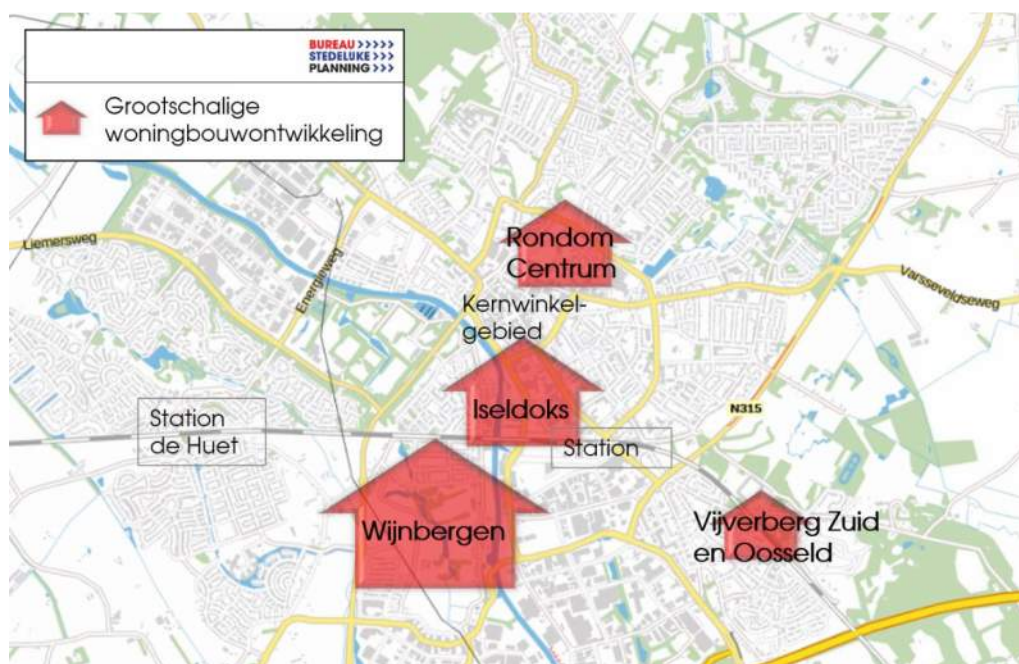 BUREAU >>>>>
STEDELIJKE
PLANNING >>>
Grootschalige
woningbouwontwikkeling
Rondom
Centrum
Liemersweg
Energieweg
Varsseveldseweg
Kernwinkel-
gebied
Iseldoks
N315
Station
de Huet
Station
Wijnbergen
Vijverberg Zuid
en Oosseld